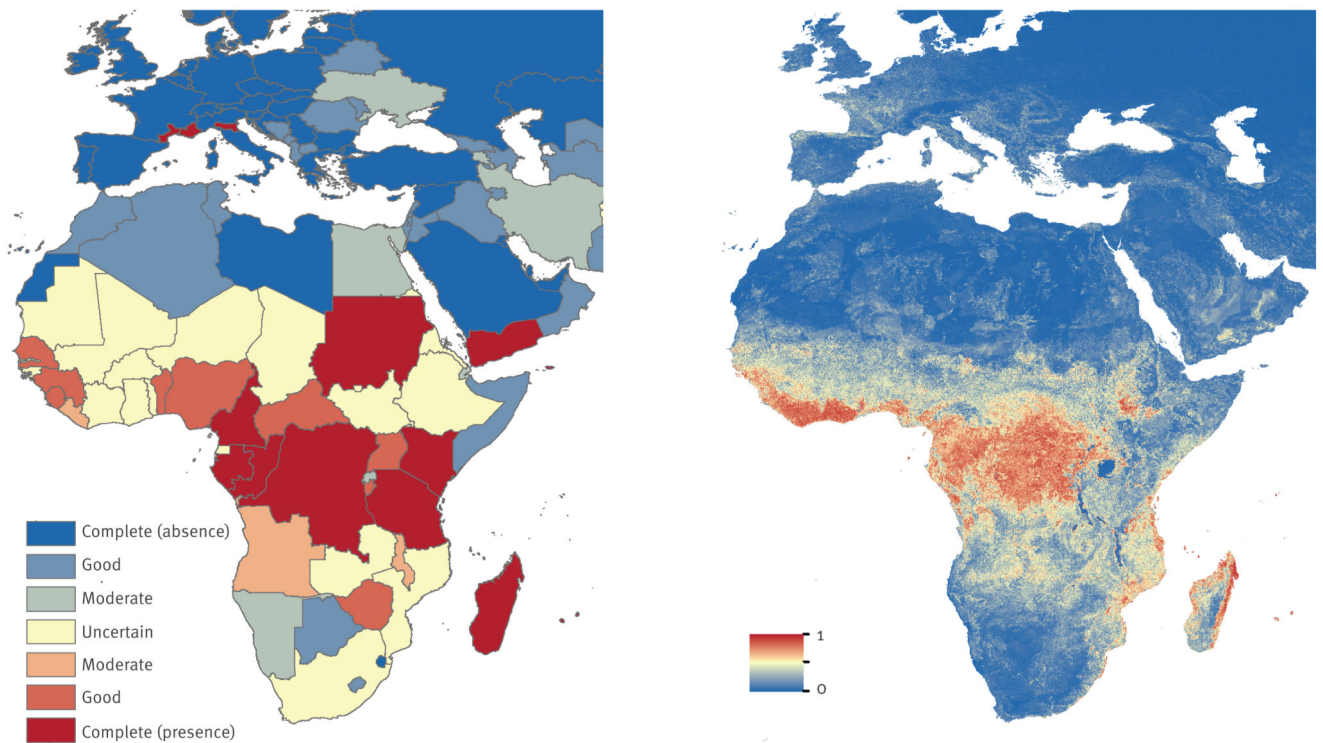 Complete (absence)
Good
Moderate
Uncertain
Moderate
Good
Complete (presence)
1
0